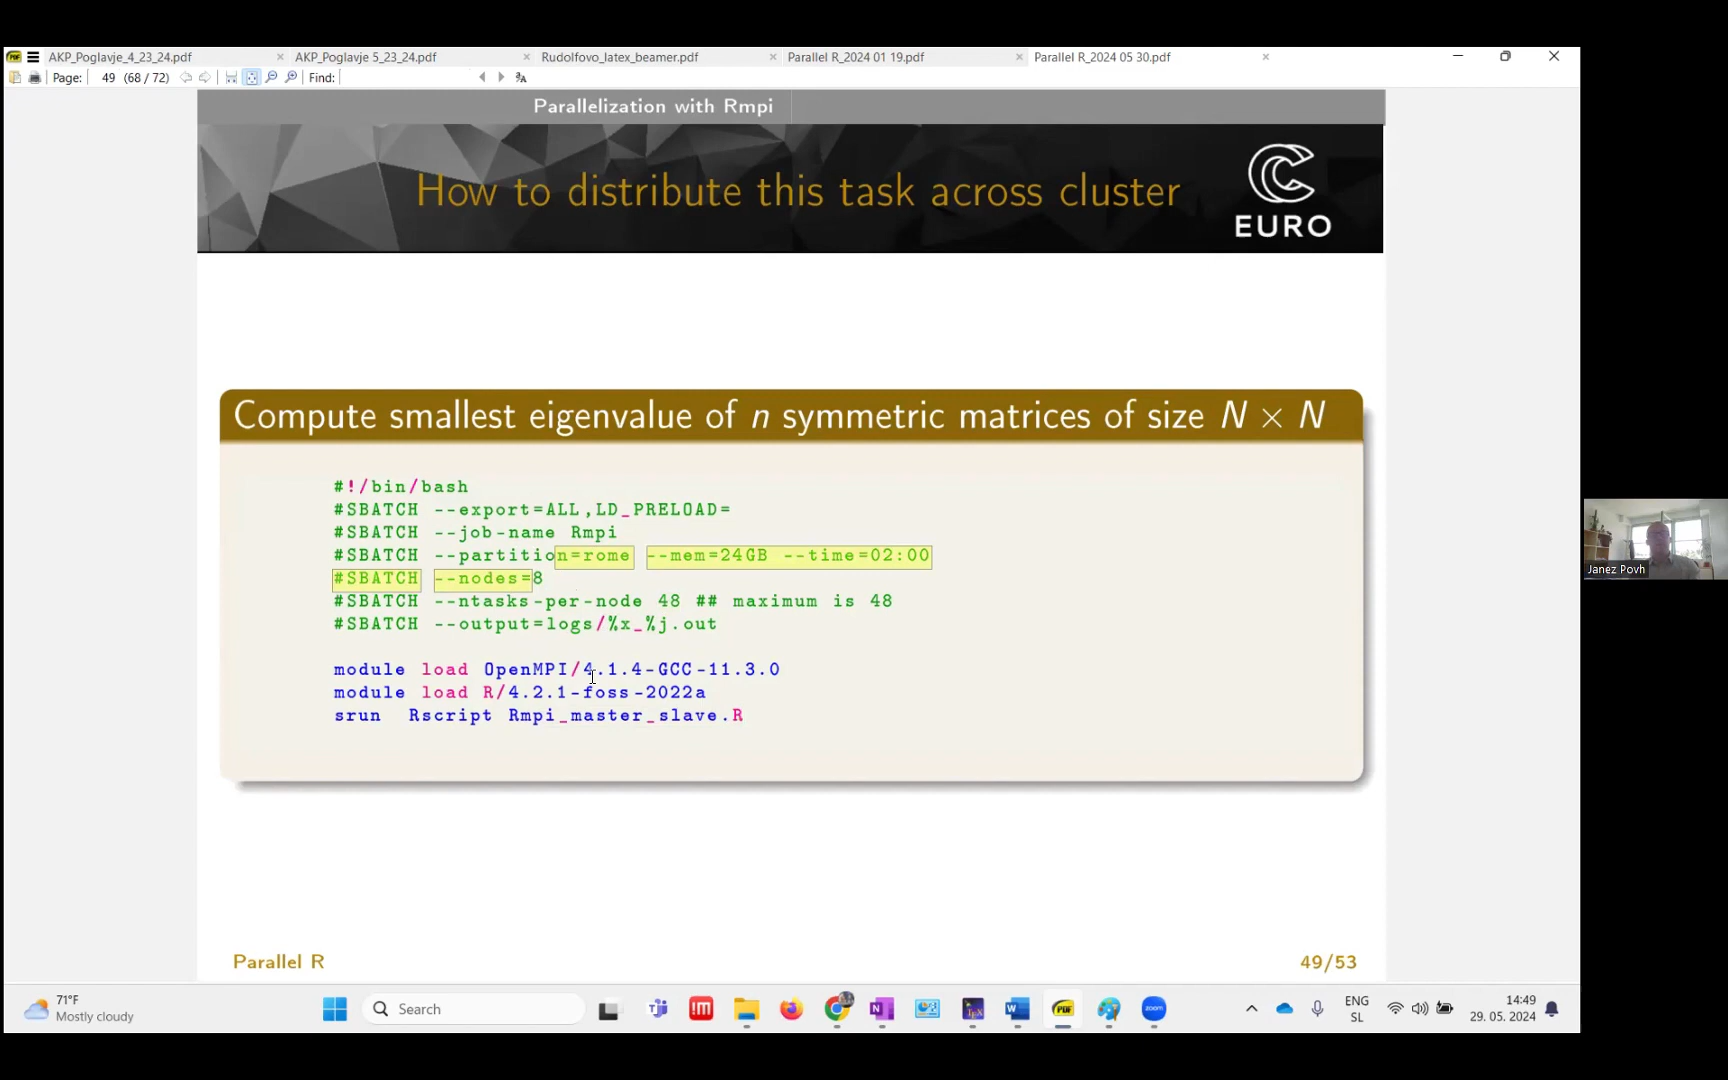 AKP_Poglavje_4_23_24.pdf
AKP_Poglavje 5_23_24.pdf
Rudolfovo_latex_beamer.pdf
Parallel R_2024 01 19.pdf
Parallel R_2024 05 30.pdf
Page: 49 (68 / 72) Find:
Parallelization with Rmpi
How to distribute this task across cluster
EURO
Compute smallest eigenvalue of n symmetric matrices of size N × N
#!/bin/bash
#SBATCH --export=ALL,LD_PRELOAD=
#SBATCH --job-name Rmpi
#SBATCH --partition=rome --mem=24GB --time=02:00
#SBATCH --nodes=8
#SBATCH --ntasks-per-node 48 ## maximum is 48
#SBATCH --output=logs/%x_%j.out
module load OpenMPI/4.1.4-GCC-11.3.0
module load R/4.2.1-foss-2022a
srun Rscript Rmpi_master_slave.R
Janez Povh
Parallel R
49/53
71°F
Mostly cloudy
Search
ENG
SL
14:49
29. 05. 2024